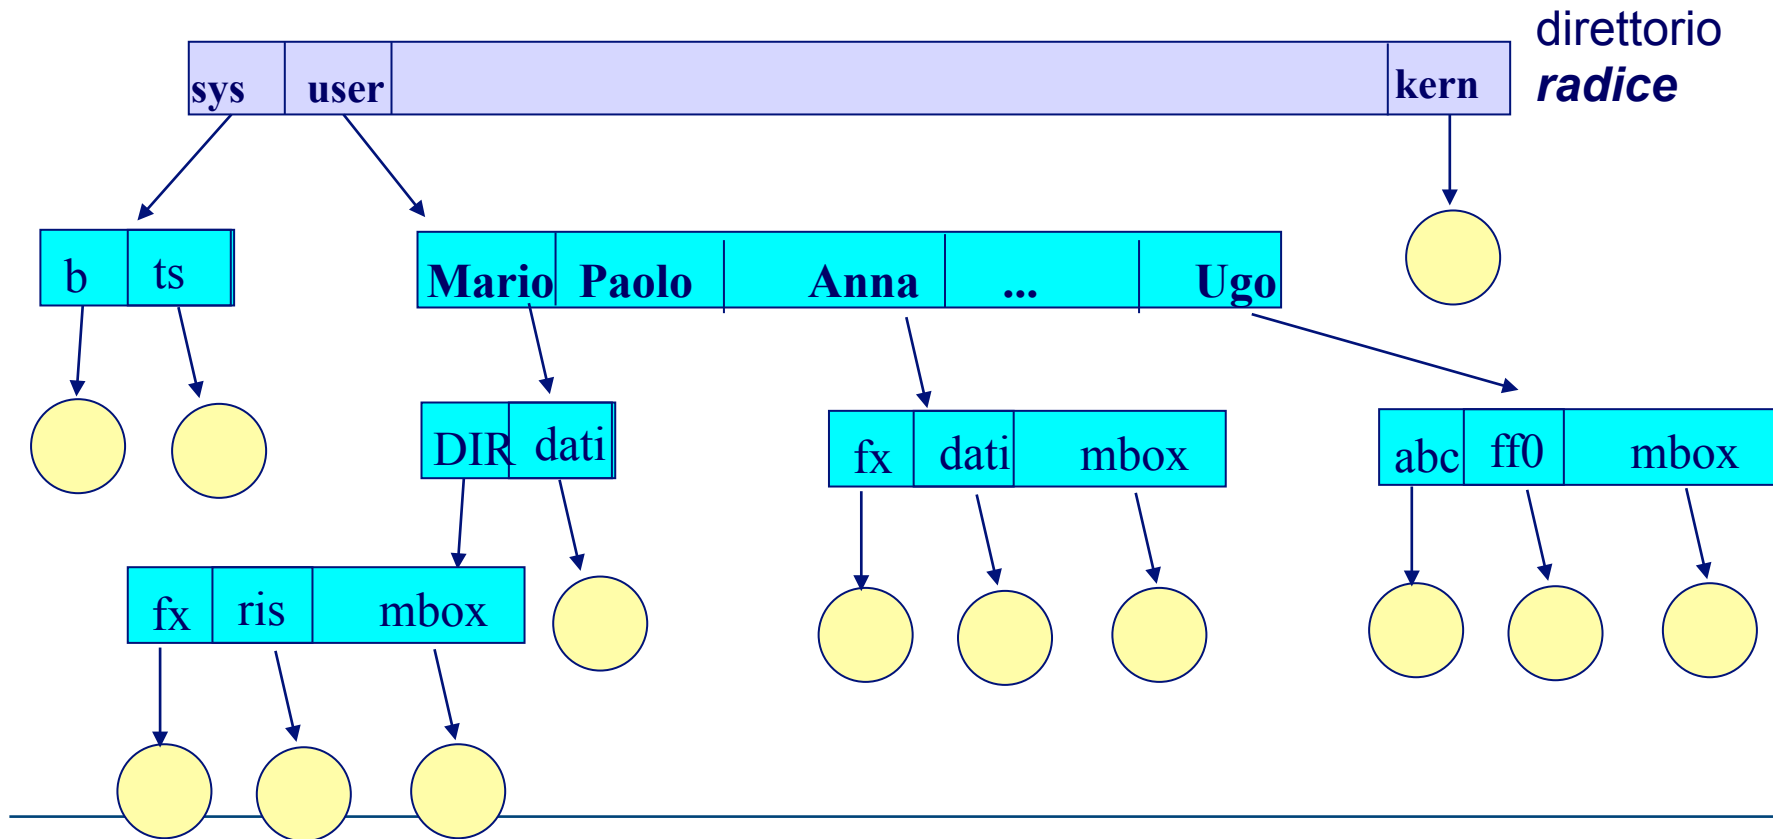 direttorio
radice
sys user kern
b ts
Mario Paolo Anna ... Ugo
DIR dati
fx dati mbox
abc ff0 mbox
fx ris mbox